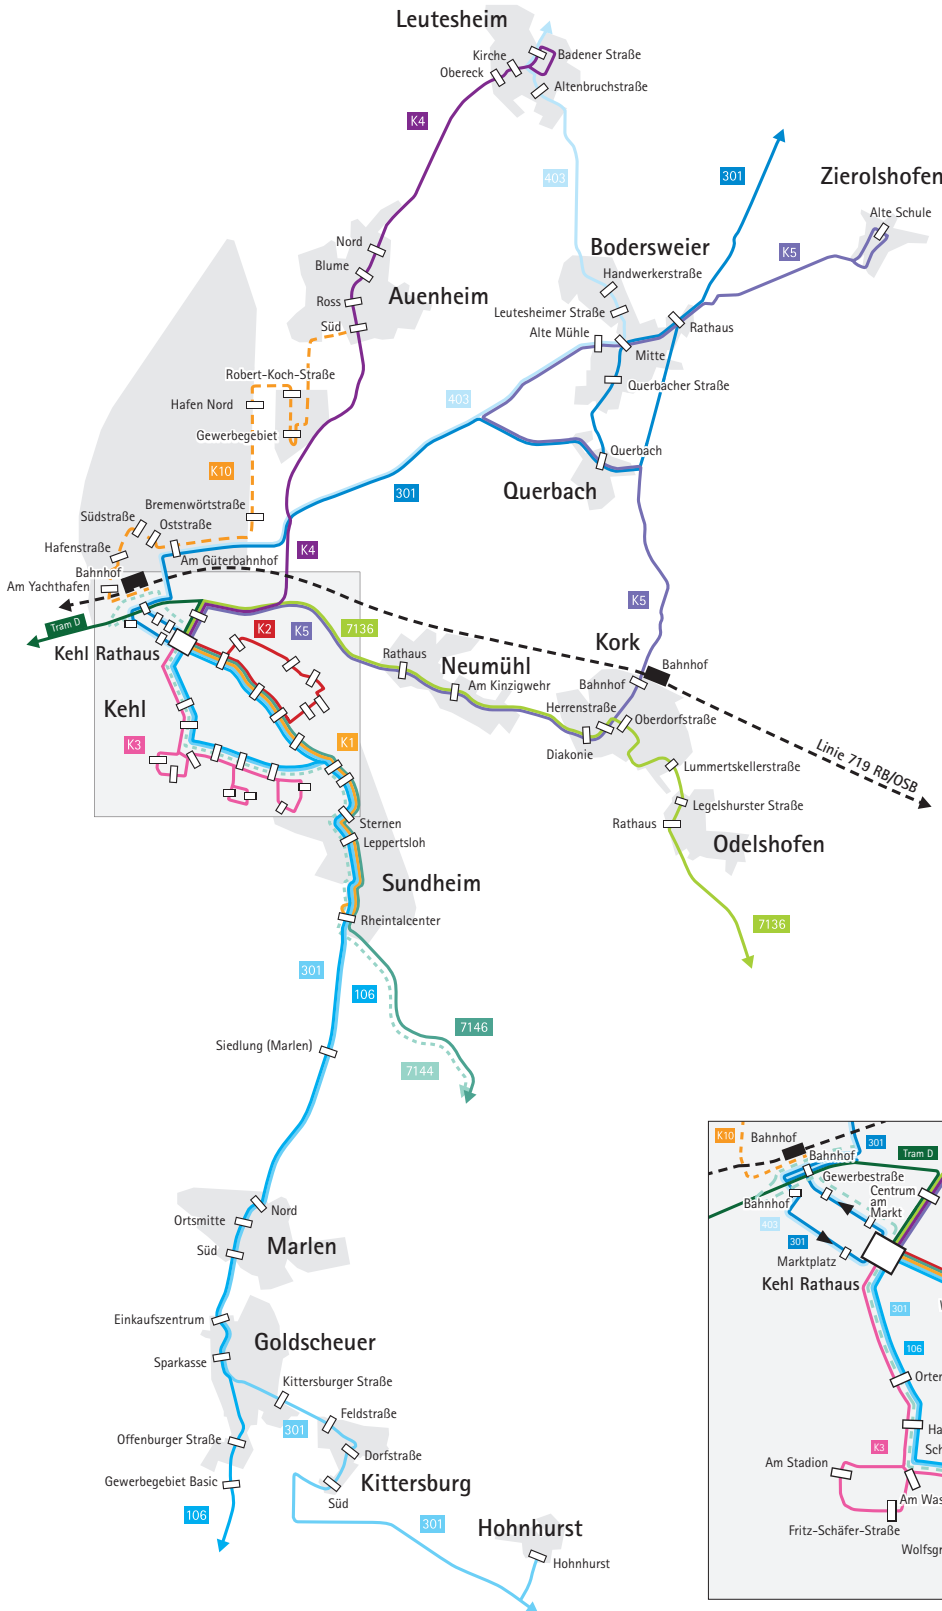 Leutesheim
Kirche
Badener Straße
Obereck
Altenbruchstraße
K4
403
301
Zierolshofen
Alte Schule
Nord
Blume
Auenheim
Ross
Süd
Bodersweier
Handwerkerstraße
K5
Leutesheimer Straße
Alte Mühle
Rathaus
Mitte
Robert-Koch-Straße
Querbacher Straße
Hafen Nord
403
Gewerbegebiet
Querbach
K10
Querbach
301
Bremenwörtstraße
Südstraße
Oststraße
Hafenstraße
K4
Am Güterbahnhof
Bahnhof
Am Yachthafen
K5
Tram D
K2
K5
7136
Kork
Kehl Rathaus
Rathaus
Neumühl
Bahnhof
Bahnhof
Am Kinzigwehr
Kehl
Herrenstraße
Oberdorfstraße
K3
K1
Diakonie
Linie 719 RB/OSB
Lummertskellerstraße
Legelshurster Straße
Sternen
Rathaus
Leppertsloh
Odelshofen
Sundheim
Rheintalcenter
7136
301
106
7146
Siedlung (Marlen)
7144
Nord
Ortsmitte
Süd
Marlen
Einkaufszentrum
Goldscheuer
Sparkasse
Kittersburger Straße
Feldstraße
301
Offenburger Straße
Dorfstraße
Gewerbegebiet Basic
Kittersburg
Süd
106
301
Hohnhurst
Hohnhurst
K10
Bahnhof
301
Tram D
Bahnhof
Gewerbestraße
Centrum
am
Markt
Bahnhof
403
301
Marktplatz
Kehl Rathaus
301
106
Orter
Ha
Sch
K3
Am Stadion
Am Was
Fritz-Schäfer-Straße
Wolfsgr